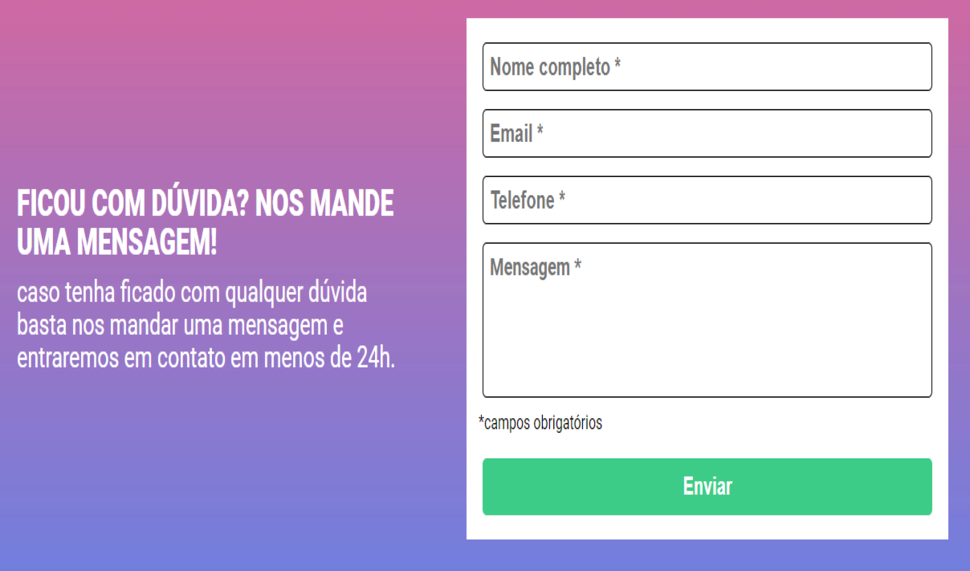 FICOU COM DÚVIDA? NOS MANDE
UMA MENSAGEM!
caso tenha ficado com qualquer dúvida
basta nos mandar uma mensagem e
entraremos em contato em menos de 24h.
Nome completo *
Email *
Telefone *
Mensagem *
*campos obrigatórios
Enviar